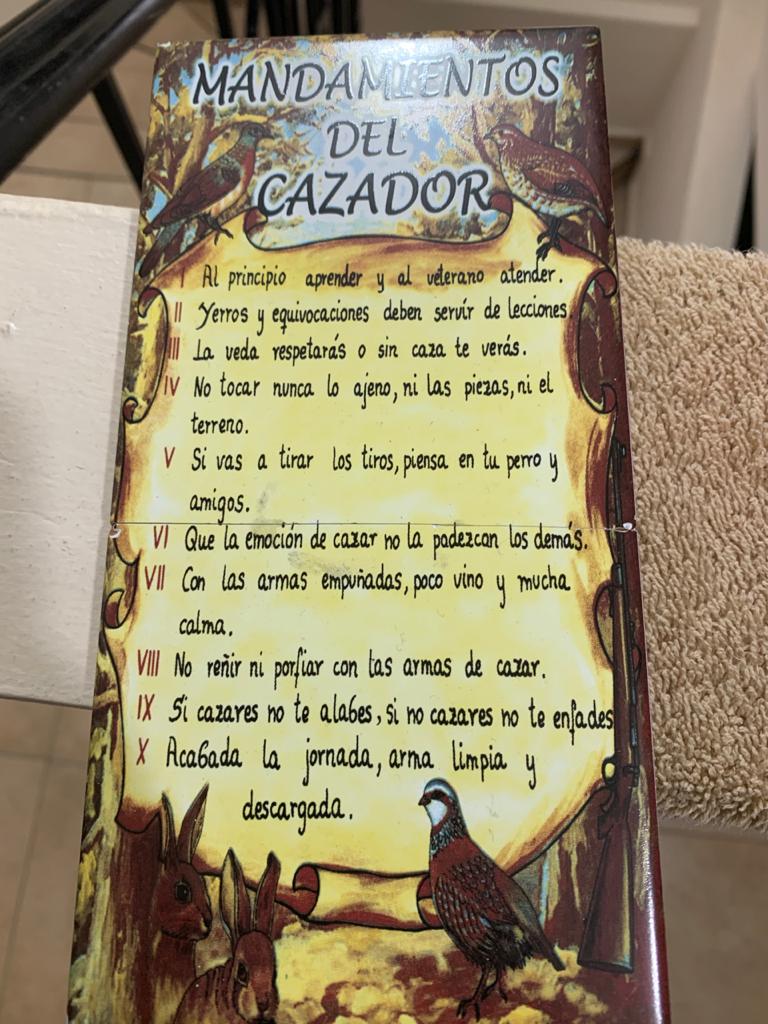 MANDAMIENTOS
DEL
CAZADOR
I Al principio aprender y al veterano atender.
II Yerros y equivocaciones deben servir de lecciones
III La veda respetarás o sin caza te verás.
IV No tocar nunca lo ajeno, ni las piezas, ni el
terreno.
V Si vas a tirar los tiros, piensa en tu perro y
amigos.
VI Que la emoción de cazar no la padezcan los demás.
VII Con las armas empuñadas, poco vino y mucha
calma.
VIII No reñir ni porfiar con las armas de cazar.
IX Si cazares no te alabes, si no cazares no te enfades
X Acabada la jornada, arma limpia y
descargada.